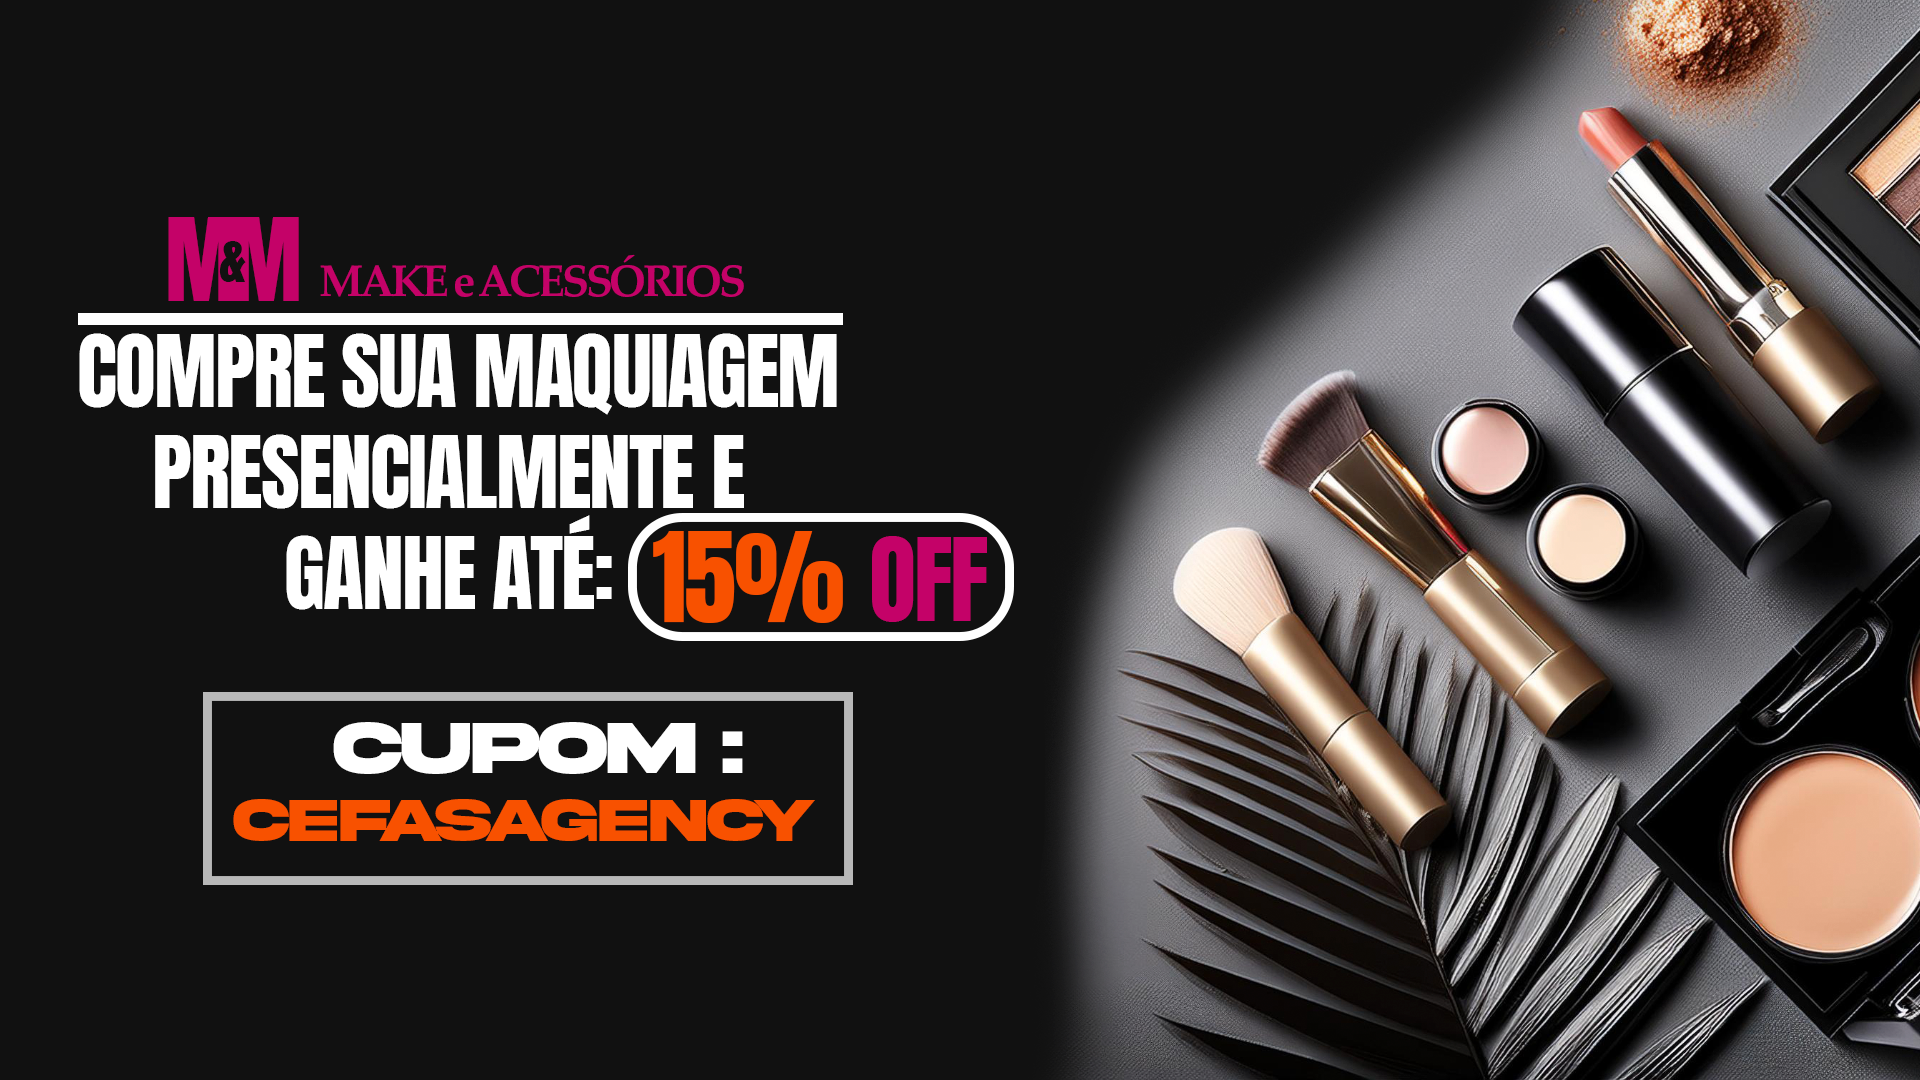 M&M MAKE e ACESSÓRIOS
COMPRE SUA MAQUIAGEM
PRESENCIALMENTE E
GANHE ATÉ: 15% OFF
CUPOM :
CEFASAGENCY